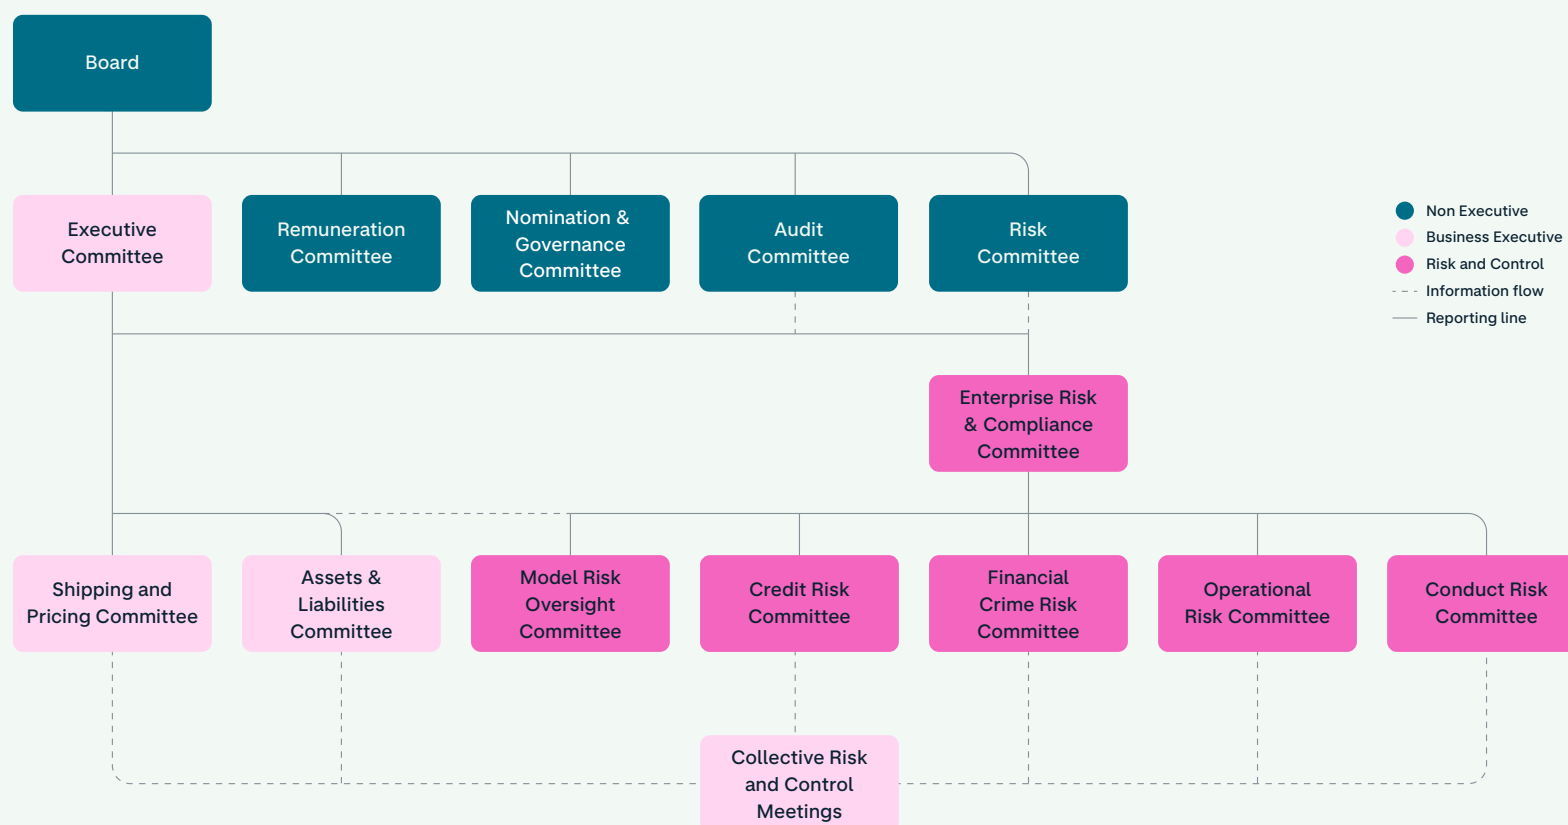 Board
Executive
Committee
Remuneration
Committee
Nomination &
Governance
Committee
Audit
Committee
Risk
Committee
Non Executive
Business Executive
Risk and Control
Information flow
Reporting line
Enterprise Risk
& Compliance
Committee
Shipping and
Pricing Committee
Assets &
Liabilities
Committee
Model Risk
Oversight
Committee
Credit Risk
Committee
Financial
Crime Risk
Committee
Operational
Risk Committee
Conduct Risk
Committee
Collective Risk
and Control
Meetings